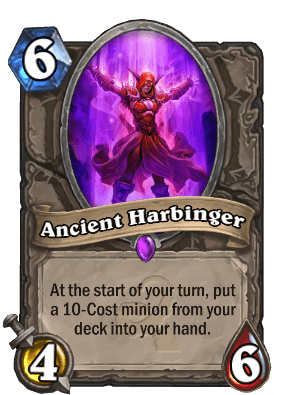 6
Ancient Harbinger
At the start of your turn, put
a 10-Cost minion from your
deck into your hand.
4
6